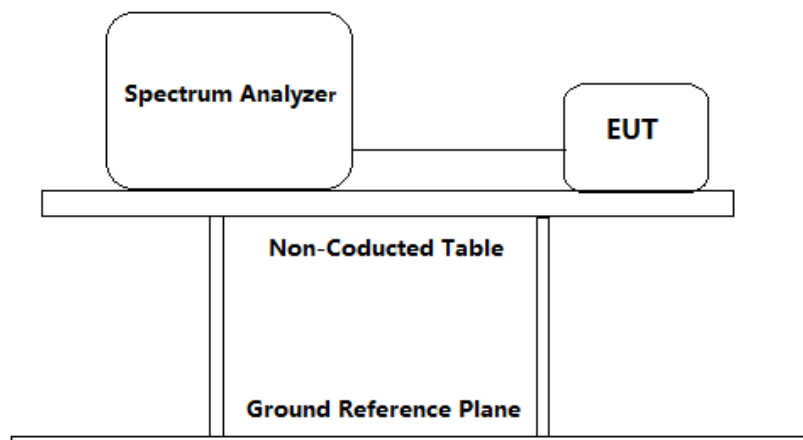 Spectrum Analyzer
EUT
Non-Coducted Table
Ground Reference Plane